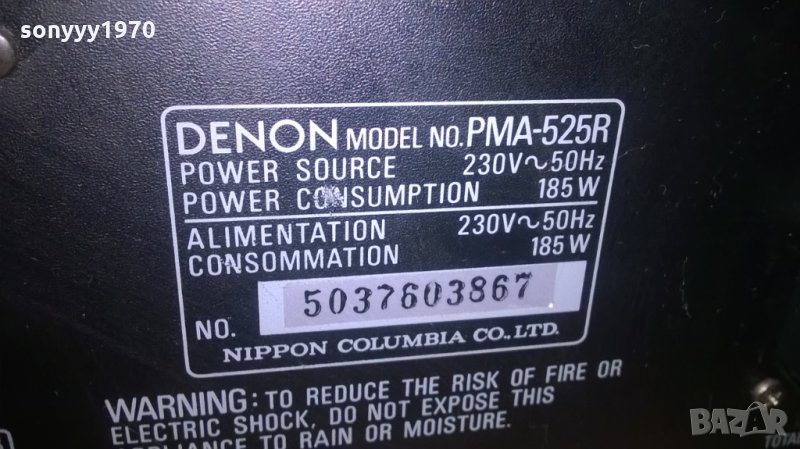 sonyyy1970
DENON MODEL NO. PMA-525R
POWER SOURCE 230V~50Hz
POWER CONSUMPTION 185W
ALIMENTATION 230V~50Hz
CONSOMMATION 185W
NO. 5037603867
NIPPON COLUMBIA CO., LTD.
WARNING: TO REDUCE THE RISK OF FIRE OR
ELECTRIC SHOCK, DO NOT EXPOSE THIS
APPLIANCE TO RAIN OR MOISTURE.
BAZAR